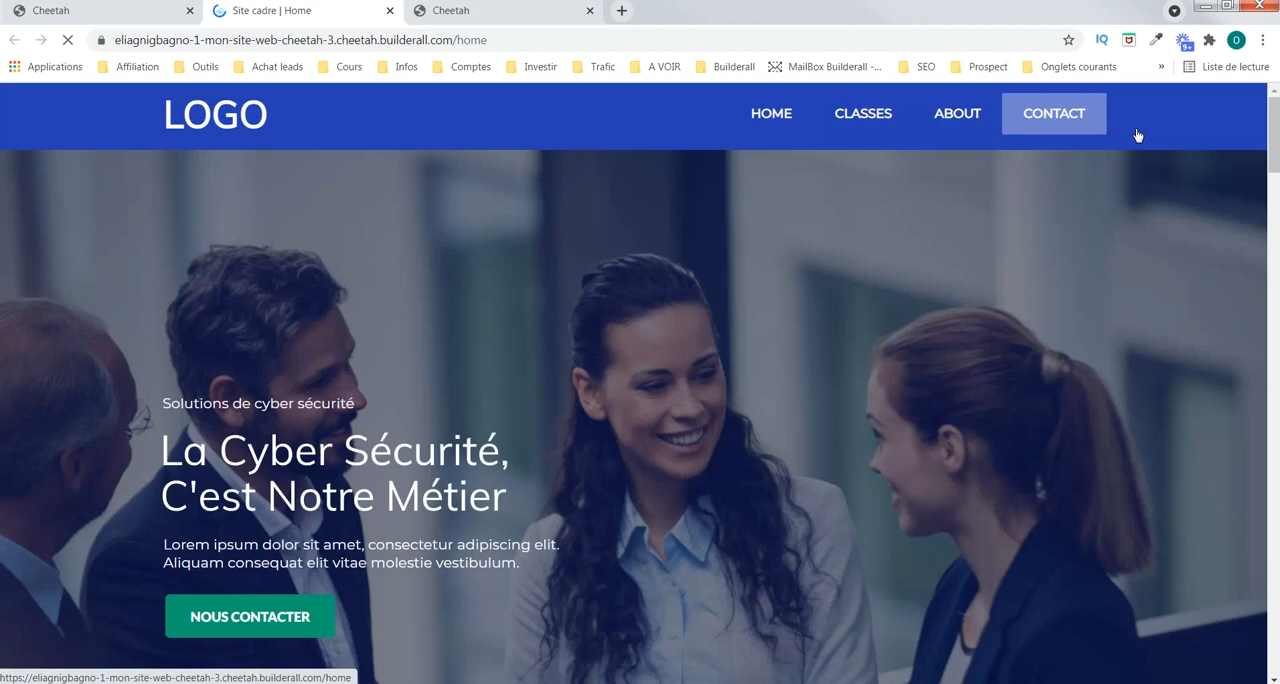 Cheetah
Site cadre | Home
Cheetah
eliagnigbagno-1-mon-site-web-cheetah-3.cheetah.builderall.com/home
IQ
9+
O
Applications
Affiliation
Outils
Achat leads
Cours
Infos
Comptes
Investir
Trafic
A VOIR
Builderall
MailBox Builderall -...
SEO
Prospect
Onglets courants
»
Liste de lecture
LOGO
HOME
CLASSES
ABOUT
CONTACT
Solutions de cyber sécurité
La Cyber Sécurité,
C'est Notre Métier
Lorem ipsum dolor sit amet, consectetur adipiscing elit.
Aliquam consequat elit vitae molestie vestibulum.
NOUS CONTACTER
https://eliagnigbagno-1-mon-site-web-cheetah-3.cheetah.builderall.com/home